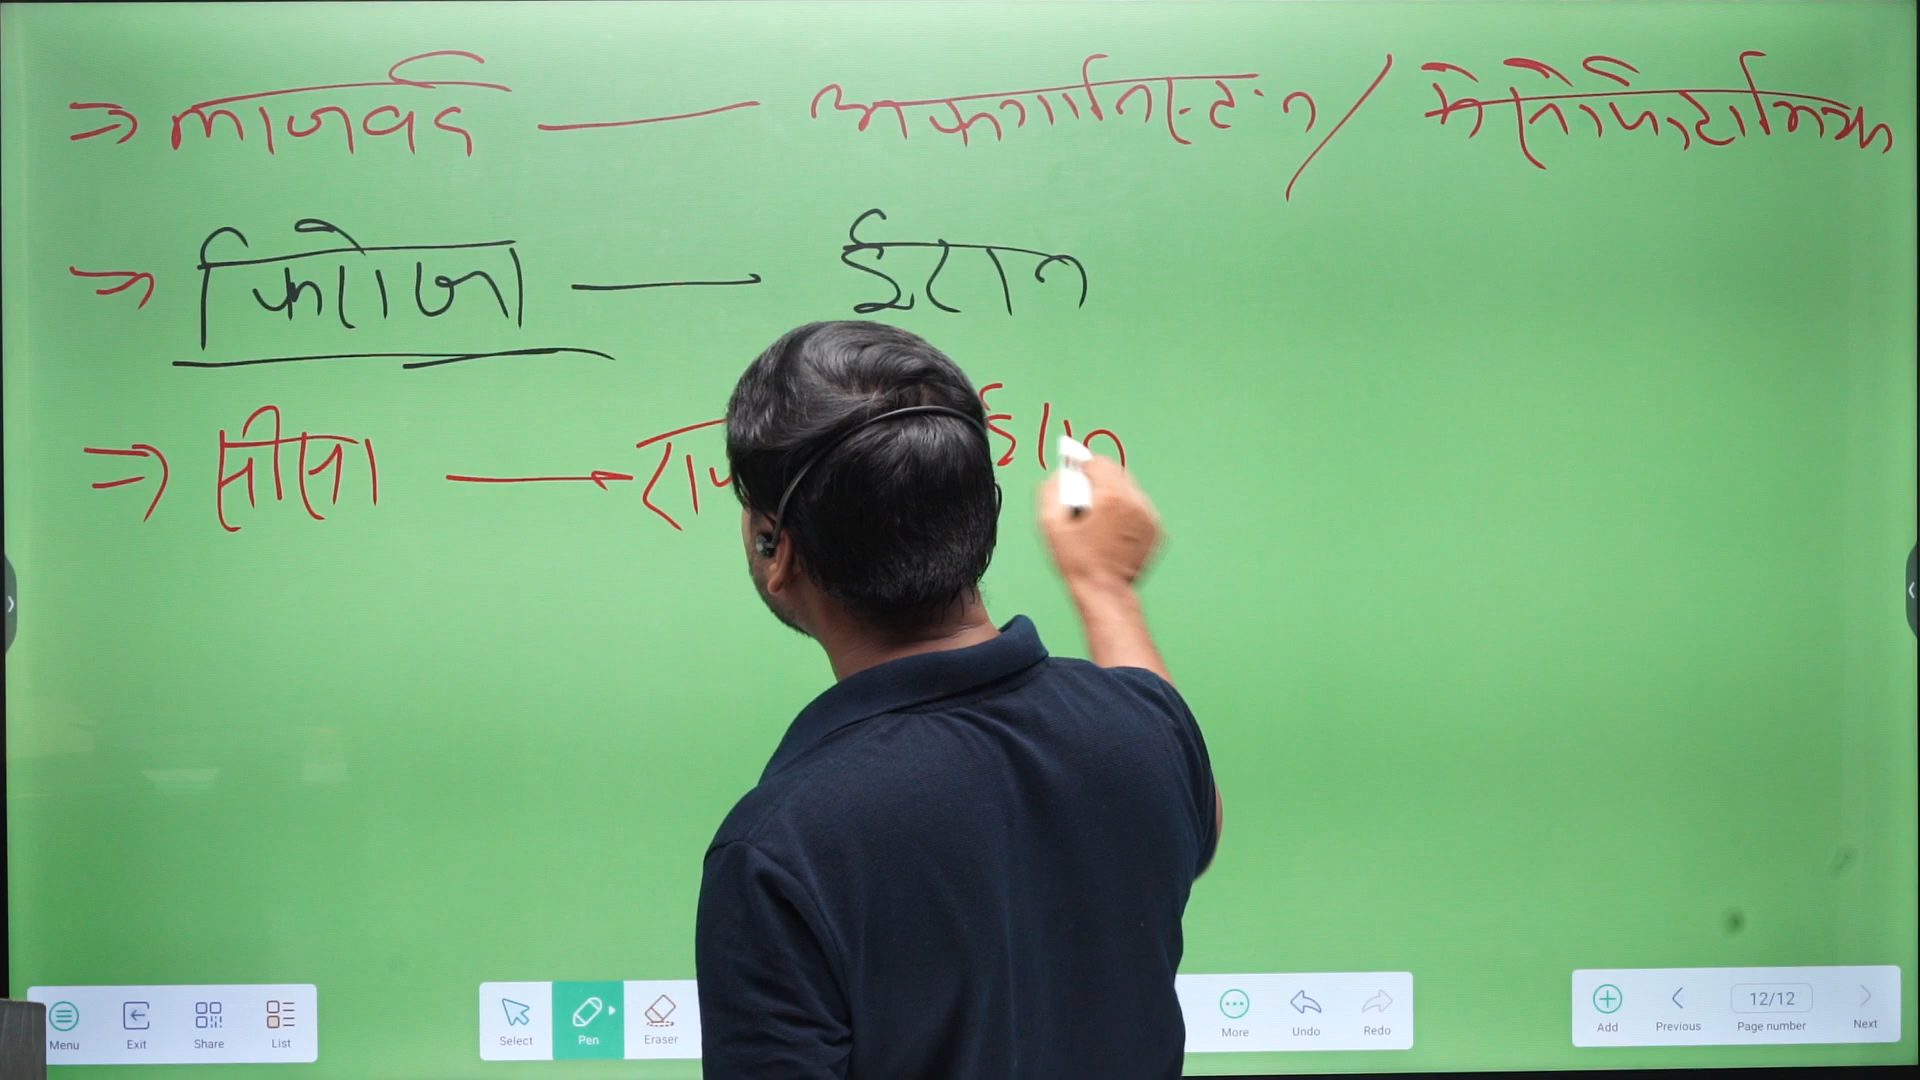 ⇒ लाजवर्द — अफगानिस्तान / मेसोपोटामिया
⇒ फिरोजा — ईरान
⇒ सीसा → ईरान
Menu Exit Share List Select Pen Eraser More Undo Redo Add Previous 12/12 Page number Next